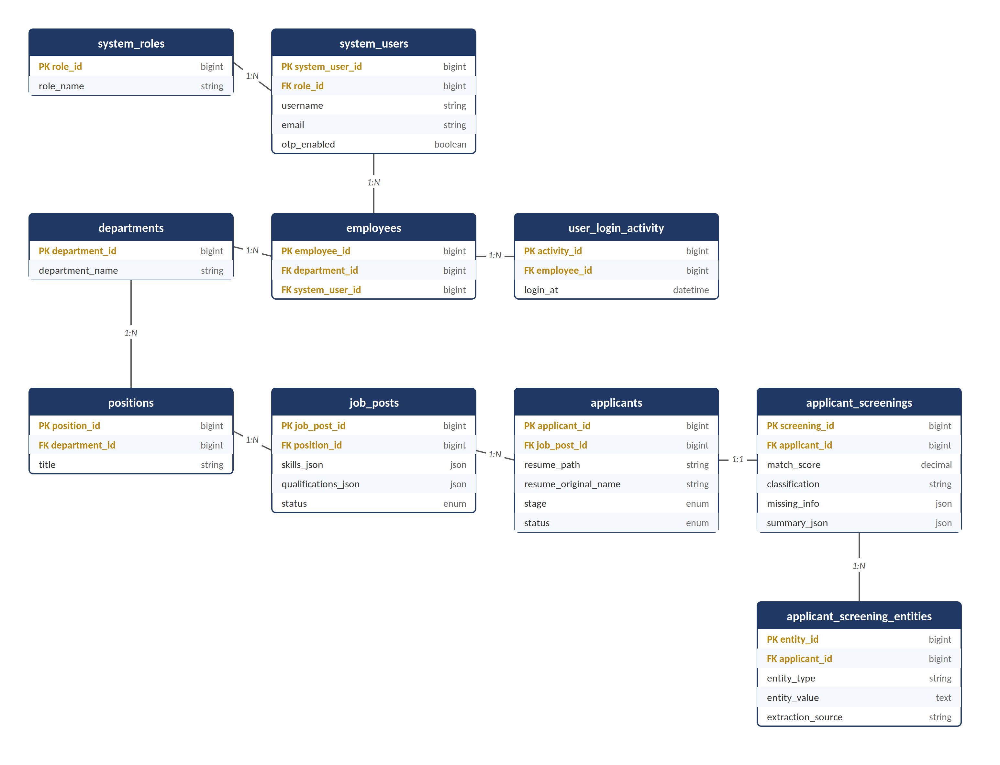 system_roles
PK role_id bigint
role_name string
1:N
system_users
PK system_user_id bigint
FK role_id bigint
username string
email string
otp_enabled boolean
1:N
departments
PK department_id bigint
department_name string
1:N
employees
PK employee_id bigint
FK department_id bigint
FK system_user_id bigint
1:N
user_login_activity
PK activity_id bigint
FK employee_id bigint
login_at datetime
1:N
positions
PK position_id bigint
FK department_id bigint
title string
1:N
job_posts
PK job_post_id bigint
FK position_id bigint
skills_json json
qualifications_json json
status enum
1:N
applicants
PK applicant_id bigint
FK job_post_id bigint
resume_path string
resume_original_name string
stage enum
status enum
1:1
applicant_screenings
PK screening_id bigint
FK applicant_id bigint
match_score decimal
classification string
missing_info json
summary_json json
1:N
applicant_screening_entities
PK entity_id bigint
FK applicant_id bigint
entity_type string
entity_value text
extraction_source string